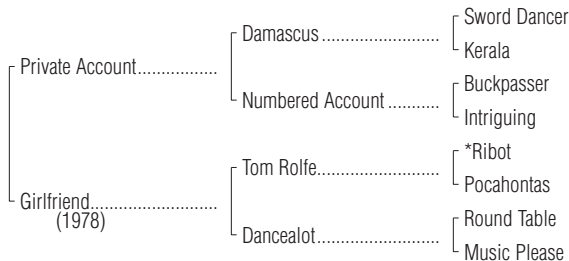 Sword Dancer
Damascus
Kerala
Private Account
Buckpasser
Numbered Account
Intriguing
*Ribot
Tom Rolfe
Pocahontas
Girlfriend
(1978)
Round Table
Dancealot
Music Please